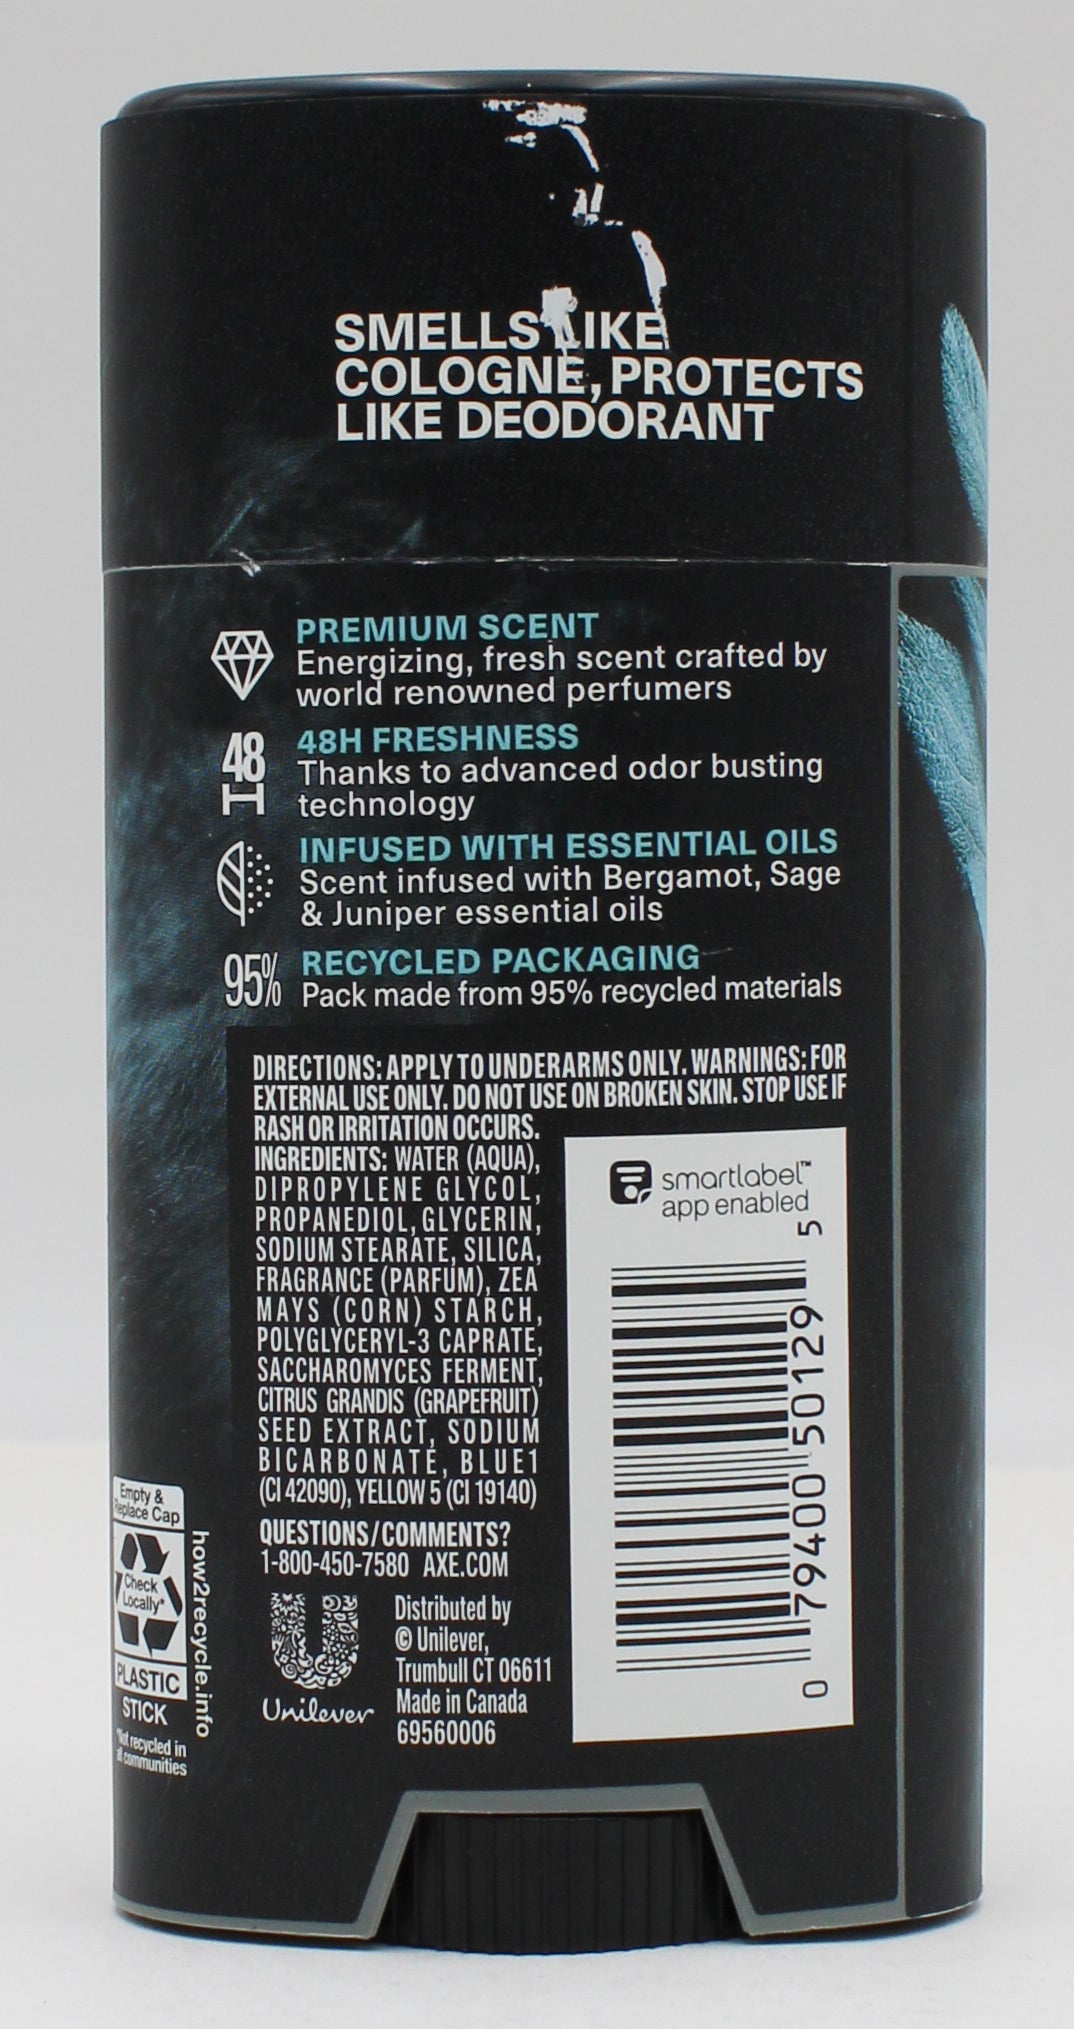 SMELLS LIKE
COLOGNE, PROTECTS
LIKE DEODORANT
PREMIUM SCENT
Energizing, fresh scent crafted by
world renowned perfumers
48
H
48H FRESHNESS
Thanks to advanced odor busting
technology
INFUSED WITH ESSENTIAL OILS
Scent infused with Bergamot, Sage
& Juniper essential oils
95%
RECYCLED PACKAGING
Pack made from 95% recycled materials
DIRECTIONS: APPLY TO UNDERARMS ONLY. WARNINGS: FOR
EXTERNAL USE ONLY. DO NOT USE ON BROKEN SKIN. STOP USE IF
RASH OR IRRITATION OCCURS.
INGREDIENTS: WATER (AQUA),
DIPROPYLENE GLYCOL,
PROPANEDIOL, GLYCERIN,
SODIUM STEARATE, SILICA,
FRAGRANCE (PARFUM), ZEA
MAYS (CORN) STARCH,
POLYGLYCERYL-3 CAPRATE,
SACCHAROMYCES FERMENT,
CITRUS GRANDIS (GRAPEFRUIT)
SEED EXTRACT, SODIUM
BICARBONATE, BLUE1
(CI 42090), YELLOW 5 (CI 19140)
QUESTIONS/COMMENTS?
1-800-450-7580 AXE.COM
Unilever
Distributed by
© Unilever,
Trumbull CT 06611
Made in Canada
69560006
smartlabel™
app enabled
0 79400 50129 5
Empty &
Replace Cap
Check
Locally*
PLASTIC
STICK
*Not recycled in
all communities
how2recycle.info